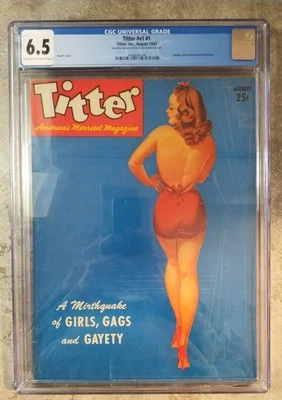 CGC UNIVERSAL GRADE
6.5
Titter #v1 #1
Titter, Inc., August 1943
Titter
America's Merriest Magazine
AUGUST
25¢
A Mirthquake
of GIRLS, GAGS
and GAYETY